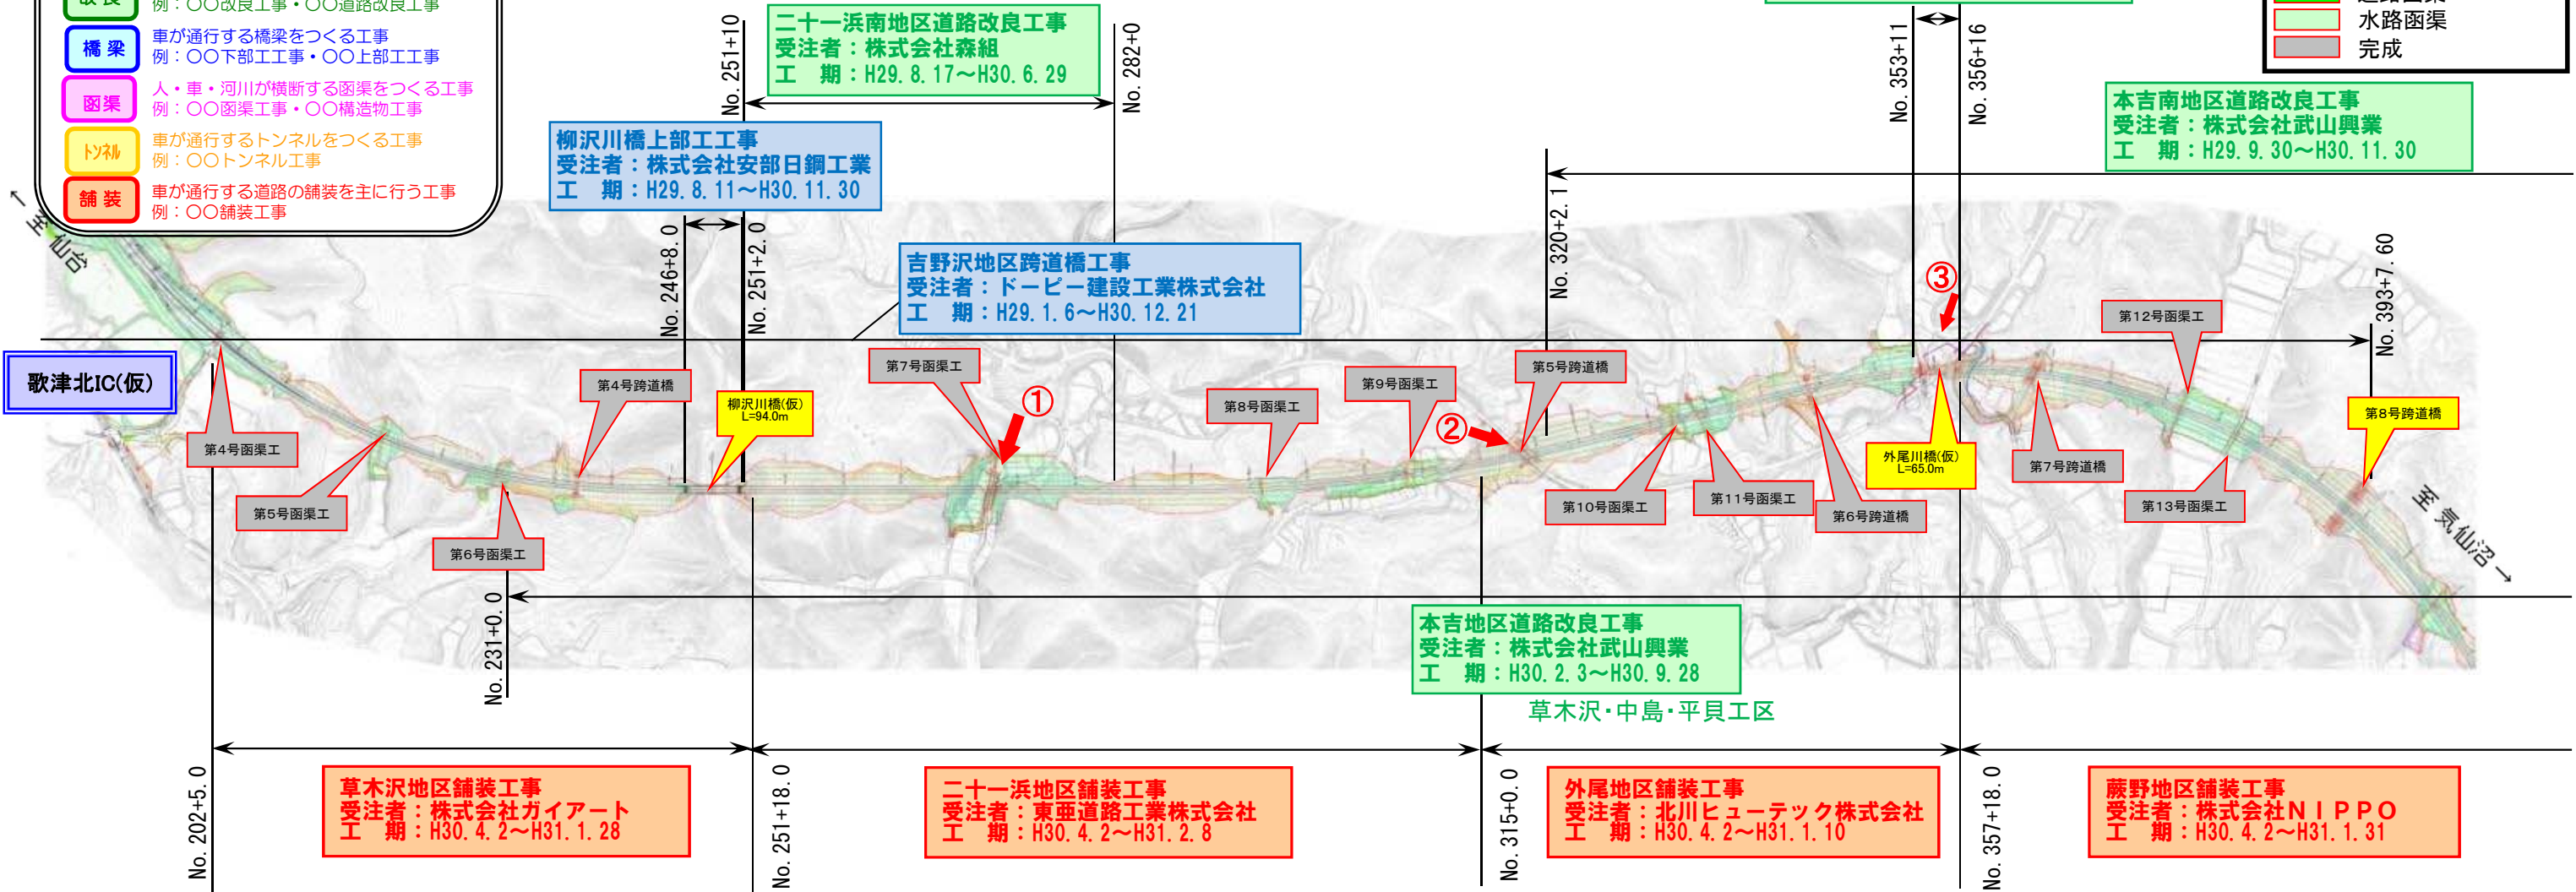 改 良
例：〇〇改良工事・〇〇道路改良工事
橋 梁
車が通行する橋梁をつくる工事
例：〇〇下部工工事・〇〇上部工工事
函渠
人・車・河川が横断する函渠をつくる工事
例：〇〇函渠工事・〇〇構造物工事
トンネル
車が通行するトンネルをつくる工事
例：〇〇トンネル工事
舗 装
車が通行する道路の舗装を主に行う工事
例：〇〇舗装工事
道路函渠
水路函渠
完成
No. 251+10
二十一浜南地区道路改良工事
受注者：株式会社森組
工　期：H29. 8. 17～H30. 6. 29
No. 282+0
No. 353+11
No. 356+16
本吉南地区道路改良工事
受注者：株式会社武山興業
工　期：H29. 9. 30～H30. 11. 30
柳沢川橋上部工工事
受注者：株式会社安部日鋼工業
工　期：H29. 8. 11～H30. 11. 30
No. 320+2. 1
←至 仙台
No. 246+8. 0
No. 251+2. 0
吉野沢地区跨道橋工事
受注者：ドーピー建設工業株式会社
工　期：H29. 1. 6～H30. 12. 21
③
No. 393+7. 60
第12号函渠工
歌津北IC(仮)
第4号跨道橋
第7号函渠工
第9号函渠工
第5号跨道橋
柳沢川橋(仮)
L=94.0m
①
第8号函渠工
②
第8号跨道橋
第4号函渠工
外尾川橋(仮)
L=65.0m
第7号跨道橋
第5号函渠工
第10号函渠工
第11号函渠工
第6号跨道橋
第13号函渠工
至 気仙沼→
第6号函渠工
No. 231+0. 0
本吉地区道路改良工事
受注者：株式会社武山興業
工　期：H30. 2. 3～H30. 9. 28
草木沢・中島・平貝工区
No. 202+5. 0
草木沢地区舗装工事
受注者：株式会社ガイアート
工　期：H30. 4. 2～H31. 1. 28
No. 251+18. 0
二十一浜地区舗装工事
受注者：東亜道路工業株式会社
工　期：H30. 4. 2～H31. 2. 8
No. 315+0. 0
外尾地区舗装工事
受注者：北川ヒューテック株式会社
工　期：H30. 4. 2～H31. 1. 10
No. 357+18. 0
蕨野地区舗装工事
受注者：株式会社ＮＩＰＰＯ
工　期：H30. 4. 2～H31. 1. 31